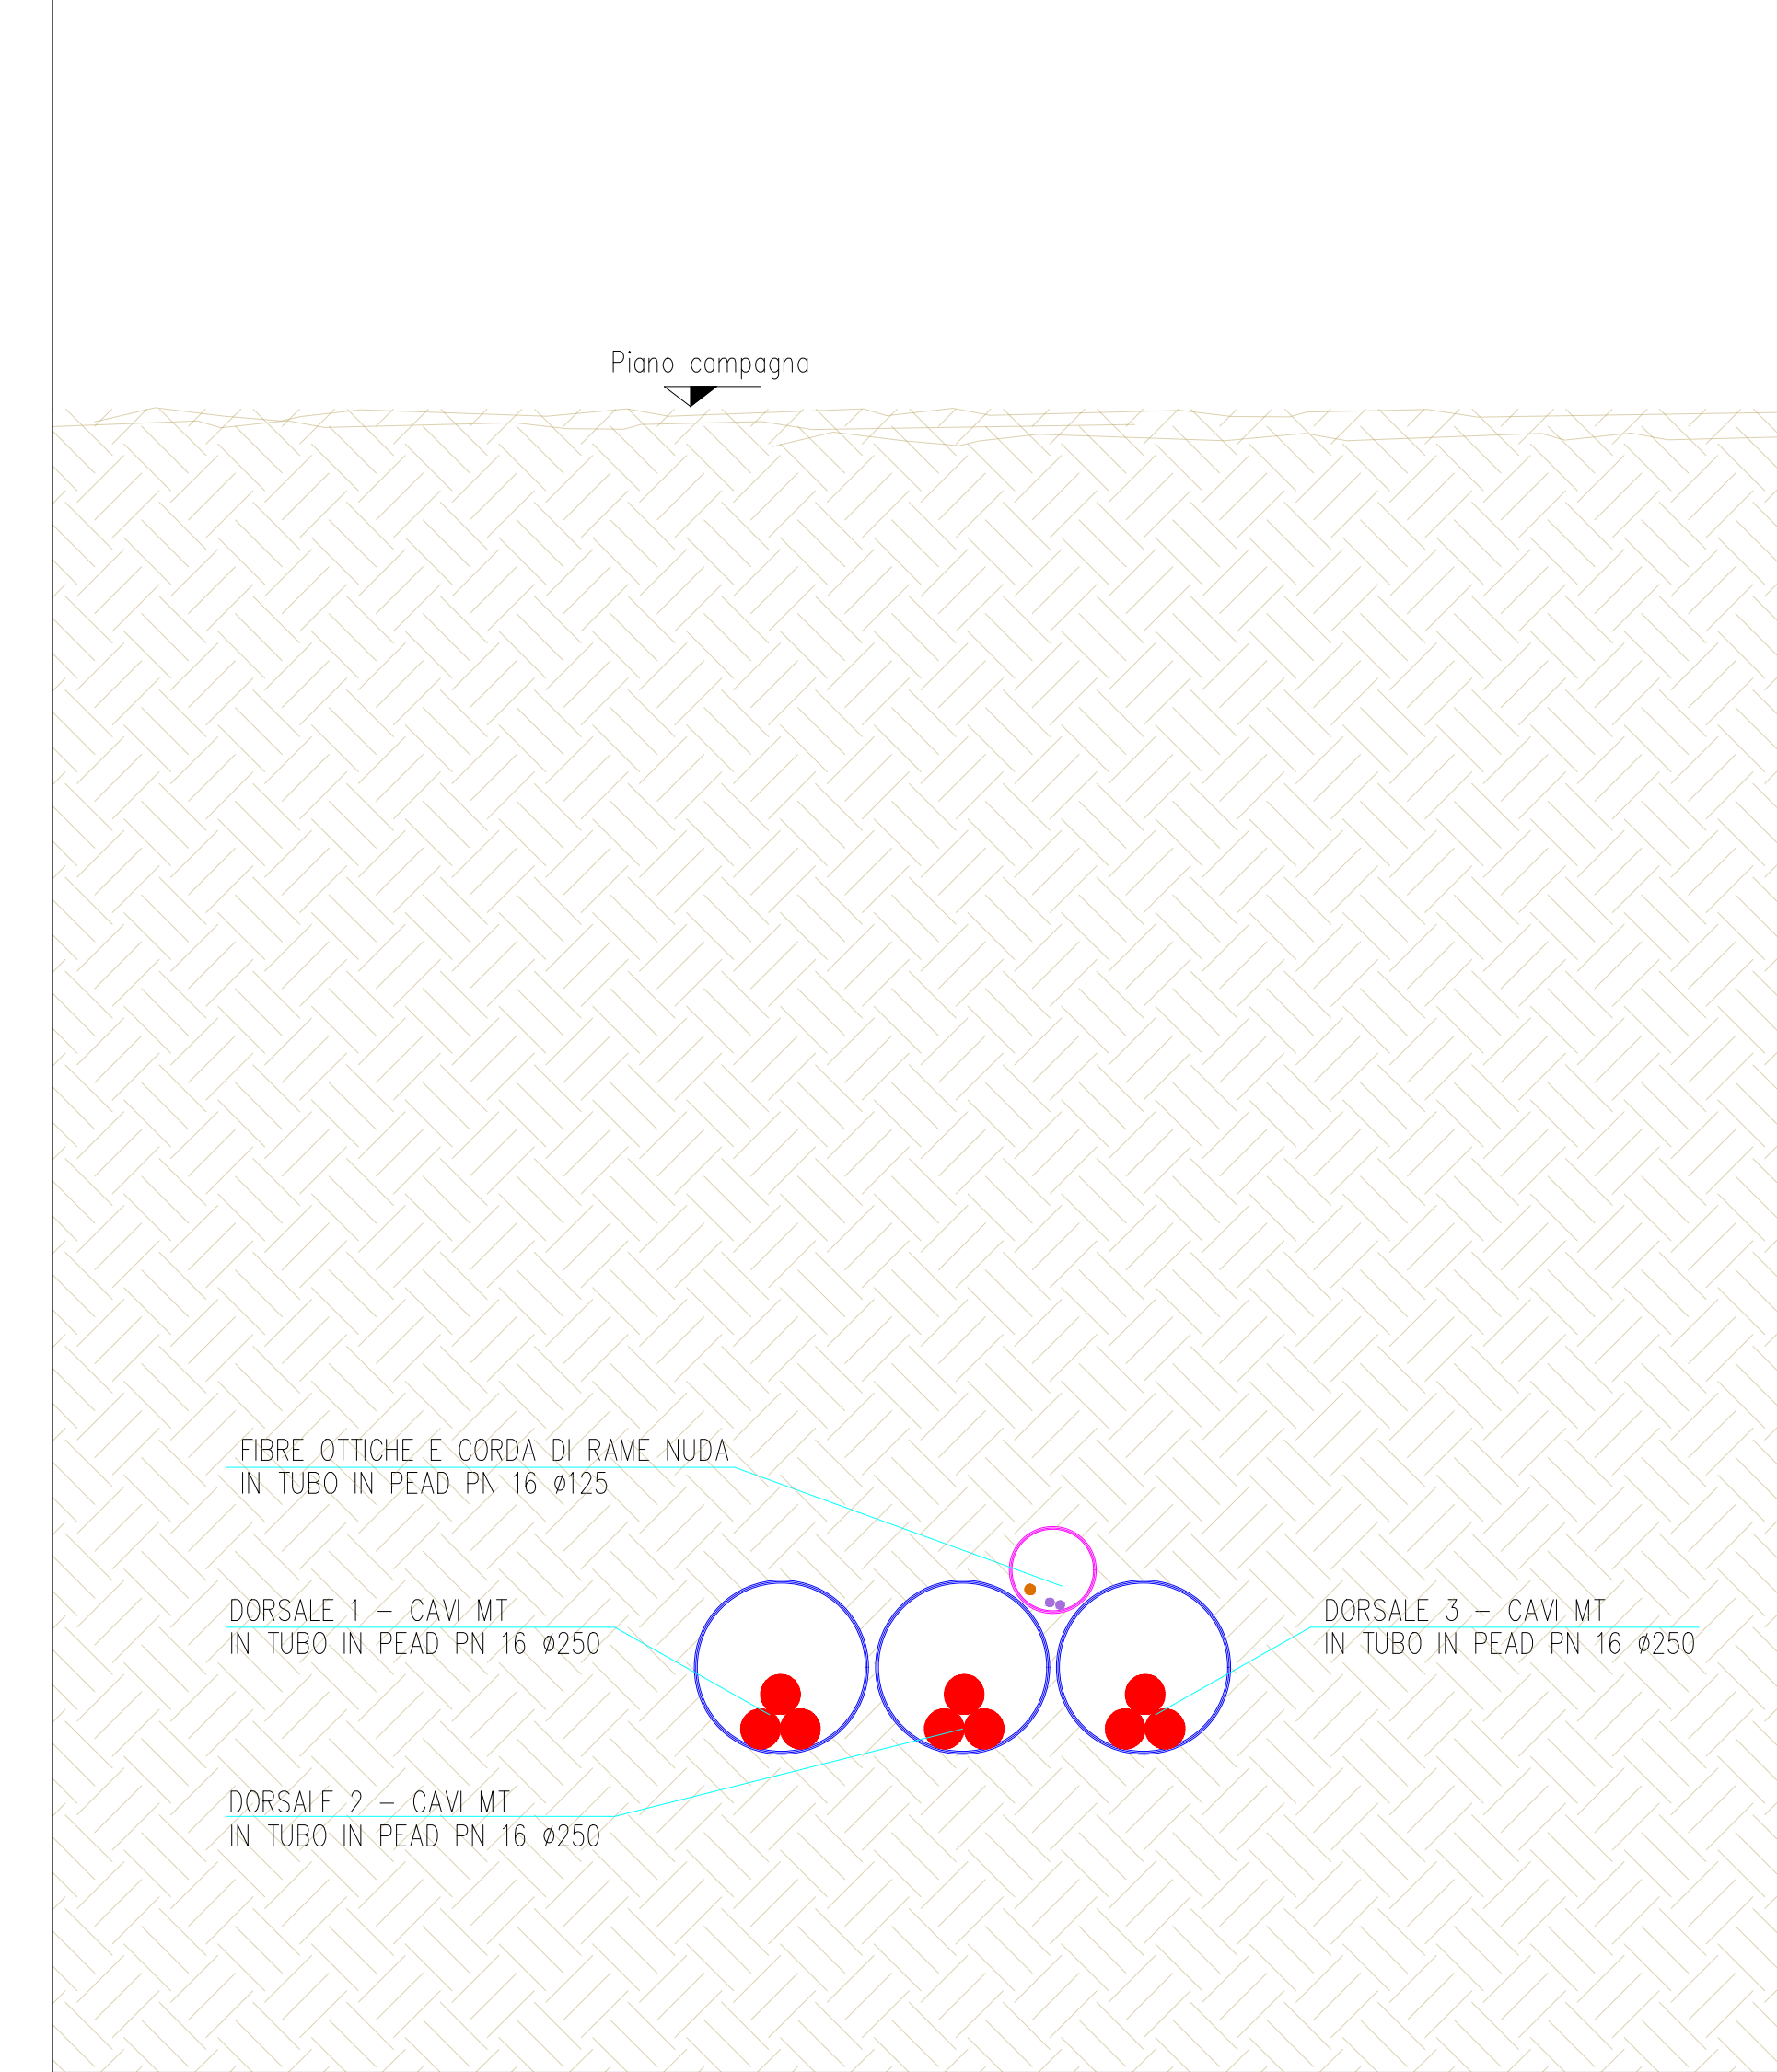 Piano campagna
FIBRE OTTICHE E CORDA DI RAME NUDA
IN TUBO IN PEAD PN 16 ø125
DORSALE 1 – CAVI MT
IN TUBO IN PEAD PN 16 ø250
DORSALE 3 – CAVI MT
IN TUBO IN PEAD PN 16 ø250
DORSALE 2 – CAVI MT
IN TUBO IN PEAD PN 16 ø250